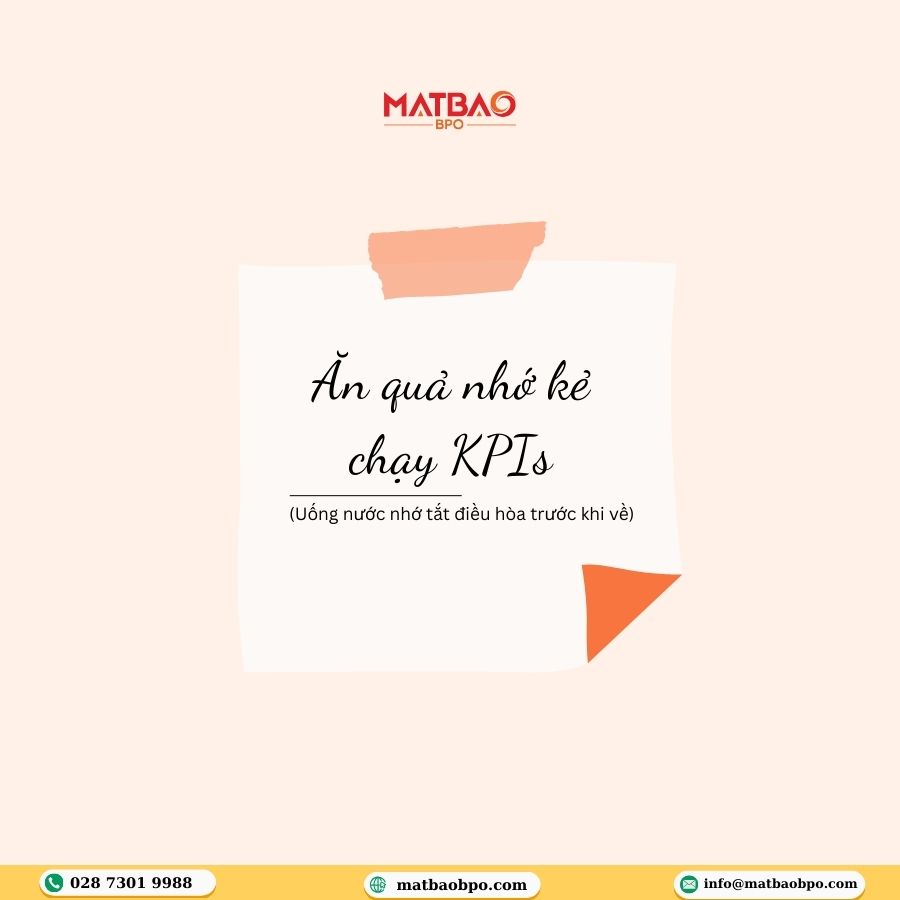 MATBAO
BPO
Ăn quả nhớ kẻ
chạy KPIs
(Uống nước nhớ tắt điều hòa trước khi về)
028 7301 9988
matbaobpo.com
info@matbaobpo.com